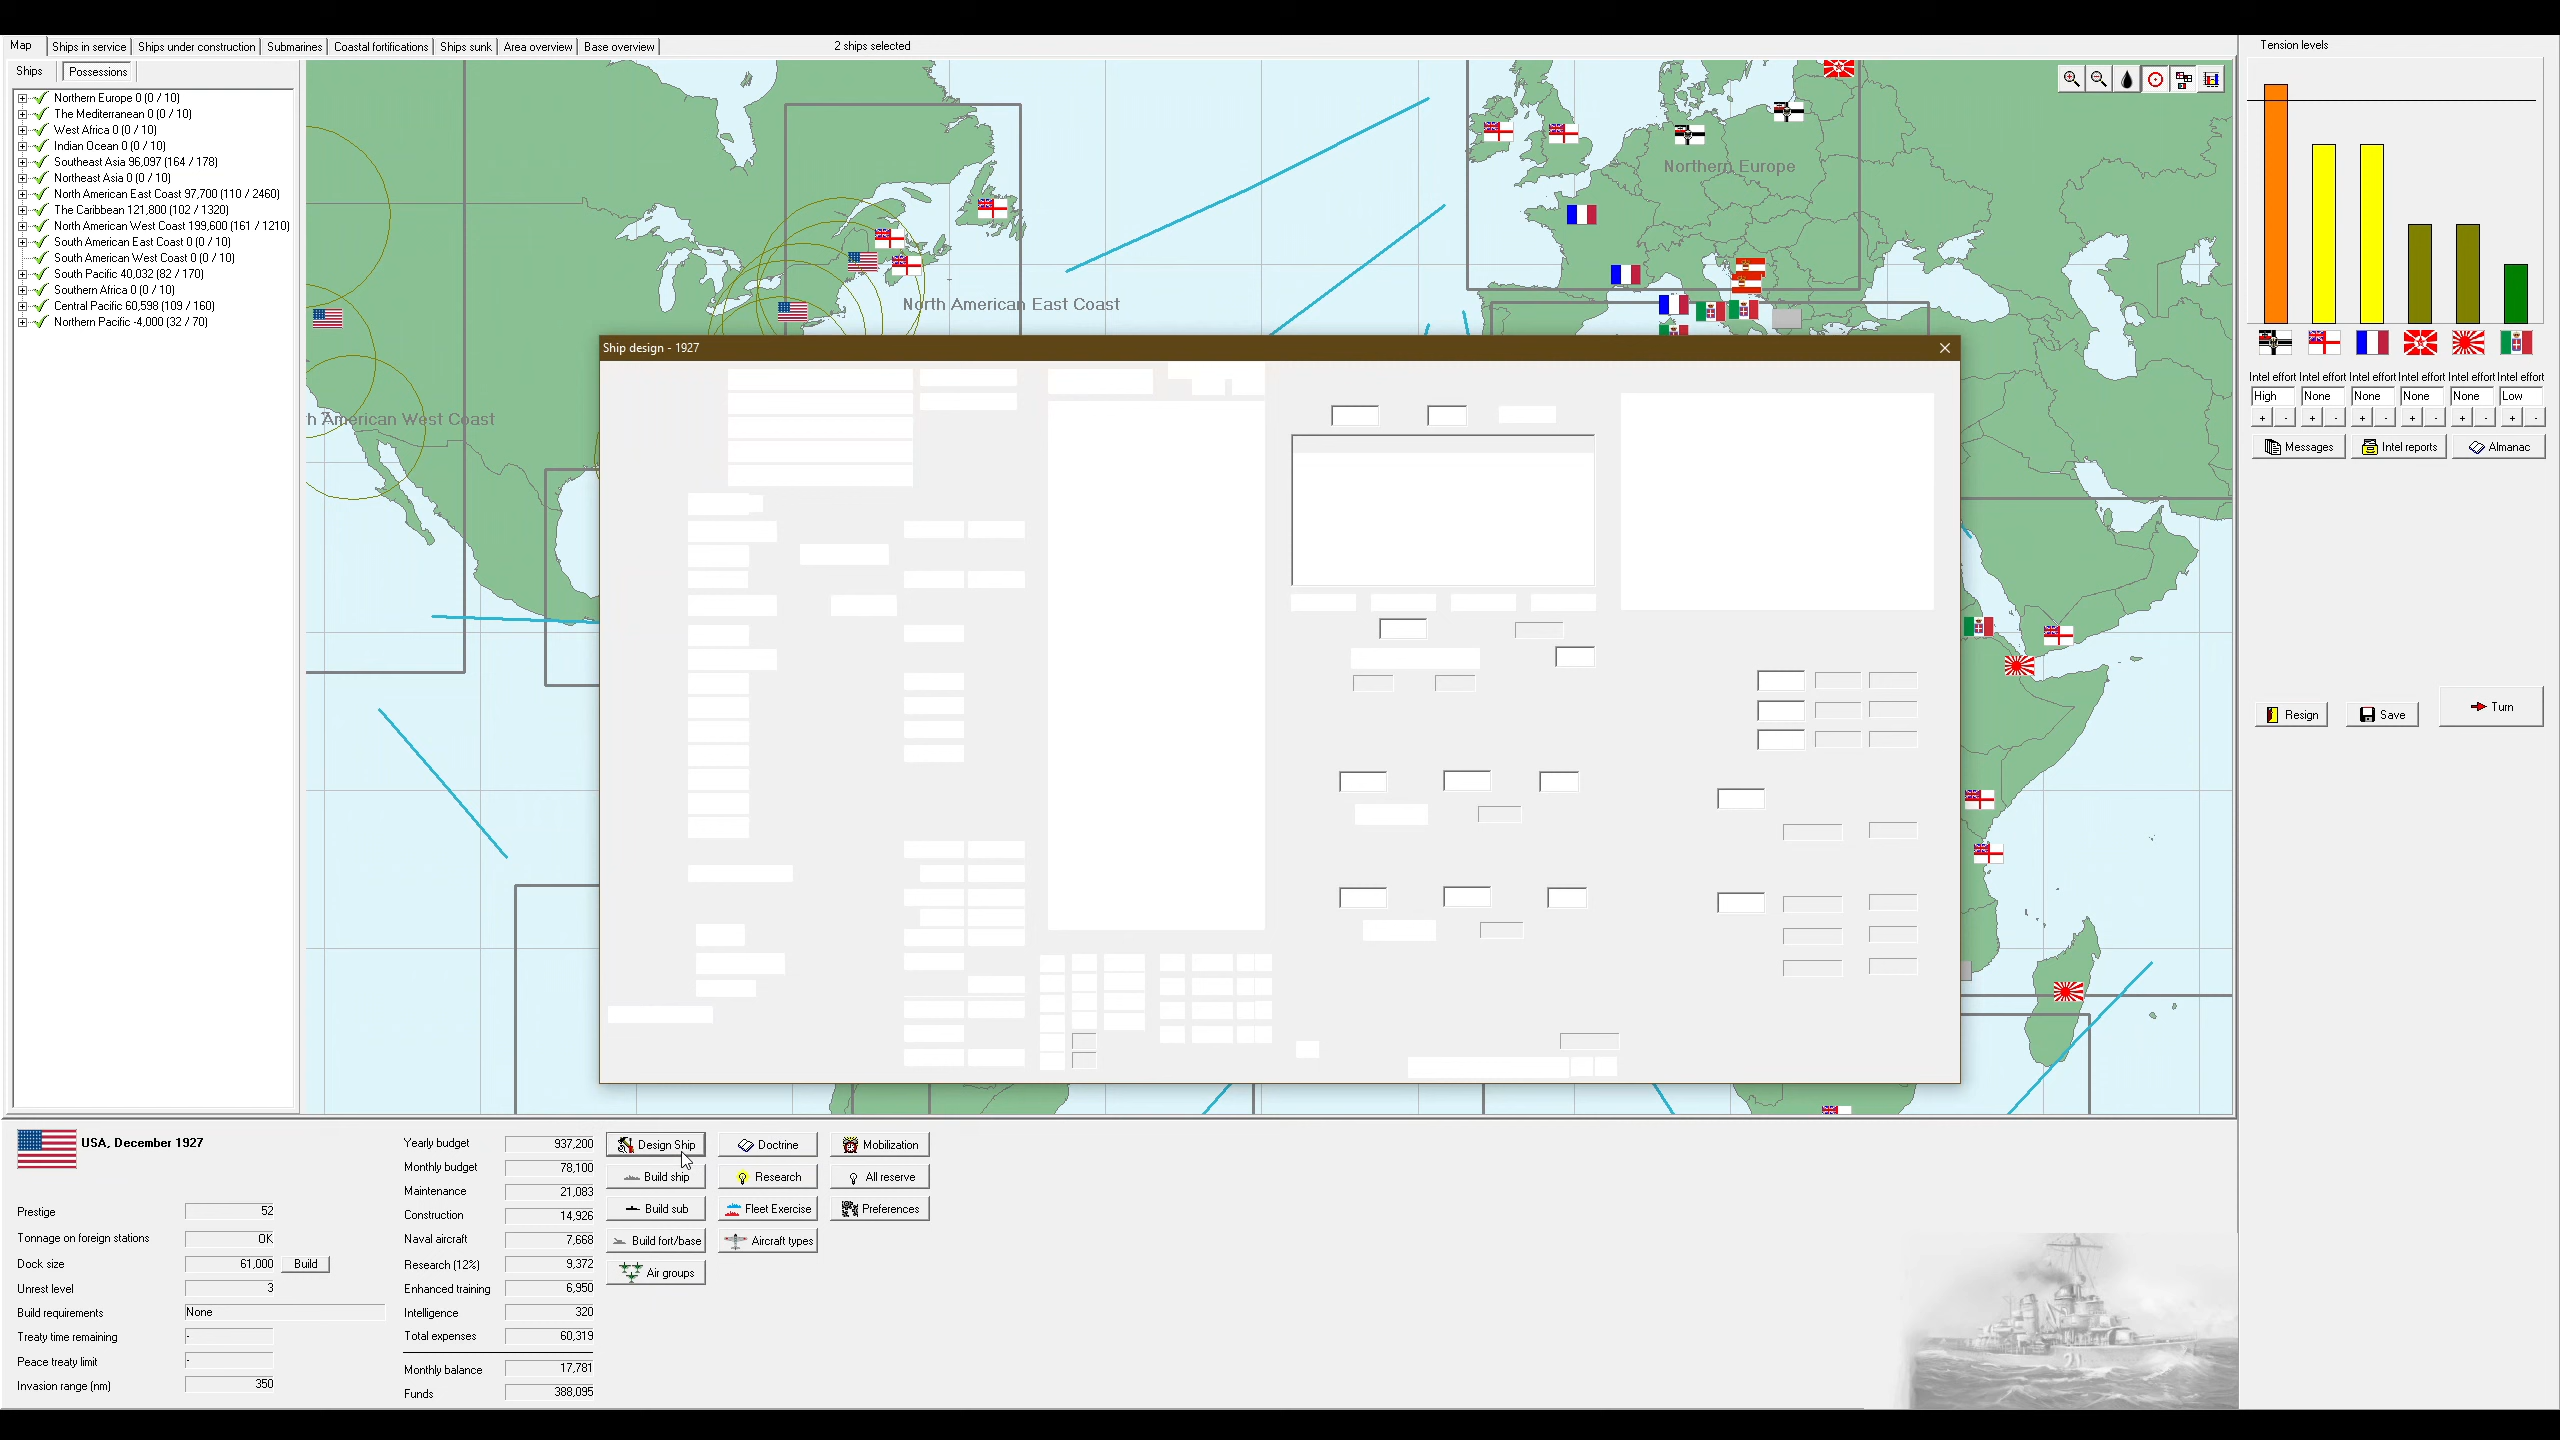 Map
Ships in service
Ships under construction
Submarines
Coastal fortifications
Ships sunk
Area overview
Base overview
2 ships selected
Tension levels
Ships
Possessions
Northern Europe 0 (0 / 10)
The Mediterranean 0 (0 / 10)
West Africa 0 (0 / 10)
Indian Ocean 0 (0 / 10)
Southeast Asia 96,097 (164 / 178)
Northeast Asia 0 (0 / 10)
North American East Coast 97,700 (110 / 2460)
The Caribbean 121,800 (102 / 1320)
North American West Coast 199,600 (161 / 1210)
South American East Coast 0 (0 / 10)
South American West Coast 0 (0 / 10)
South Pacific 40,032 (82 / 170)
Southern Africa 0 (0 / 10)
Central Pacific 60,598 (109 / 160)
Northern Pacific -4,000 (32 / 70)
Northern Europe
North American East Coast
h American West Coast
Ship design - 1927
Intel effort Intel effort Intel effort Intel effort Intel effort Intel effort
High None None None None Low
+ - + - + - + - + - + -
Messages
Intel reports
Almanac
Resign
Save
Turn
USA, December 1927
Prestige 52
Tonnage on foreign stations OK
Dock size 61,000 Build
Unrest level 3
Build requirements None
Treaty time remaining -
Peace treaty limit -
Invasion range (nm) 350
Yearly budget 937,200
Monthly budget 78,100
Maintenance 21,083
Construction 14,926
Naval aircraft 7,668
Research (12%) 9,372
Enhanced training 6,950
Intelligence 320
Total expenses 60,319
Monthly balance 17,781
Funds 388,095
Design Ship
Doctrine
Mobilization
Build ship
Research
All reserve
Build sub
Fleet Exercise
Preferences
Build fort/base
Aircraft types
Air groups